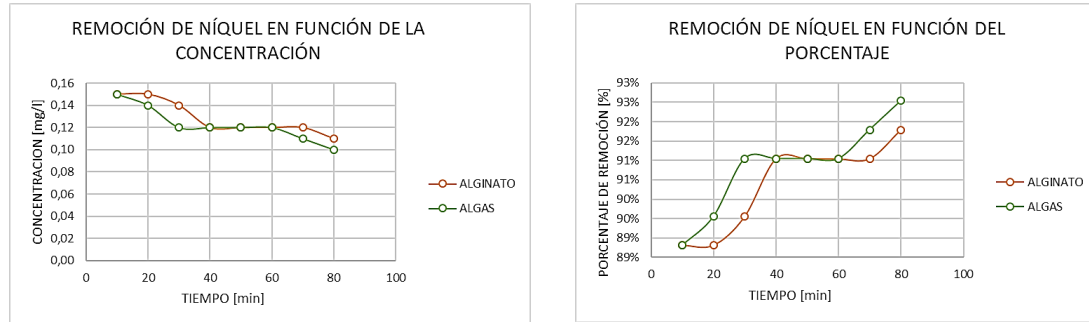 REMOCIÓN DE NÍQUEL EN FUNCIÓN DE LA
CONCENTRACIÓN
CONCENTRACION [mg/l]
0,16
0,14
0,12
0,10
0,08
0,06
0,04
0,02
0,00
0 20 40 60 80 100
TIEMPO [min]
ALGINATO
ALGAS
REMOCIÓN DE NÍQUEL EN FUNCIÓN DEL
PORCENTAJE
PORCENTAJE DE REMOCIÓN [%]
93%
93%
92%
92%
91%
91%
90%
90%
89%
89%
0 20 40 60 80 100
TIEMPO [min]
ALGINATO
ALGAS